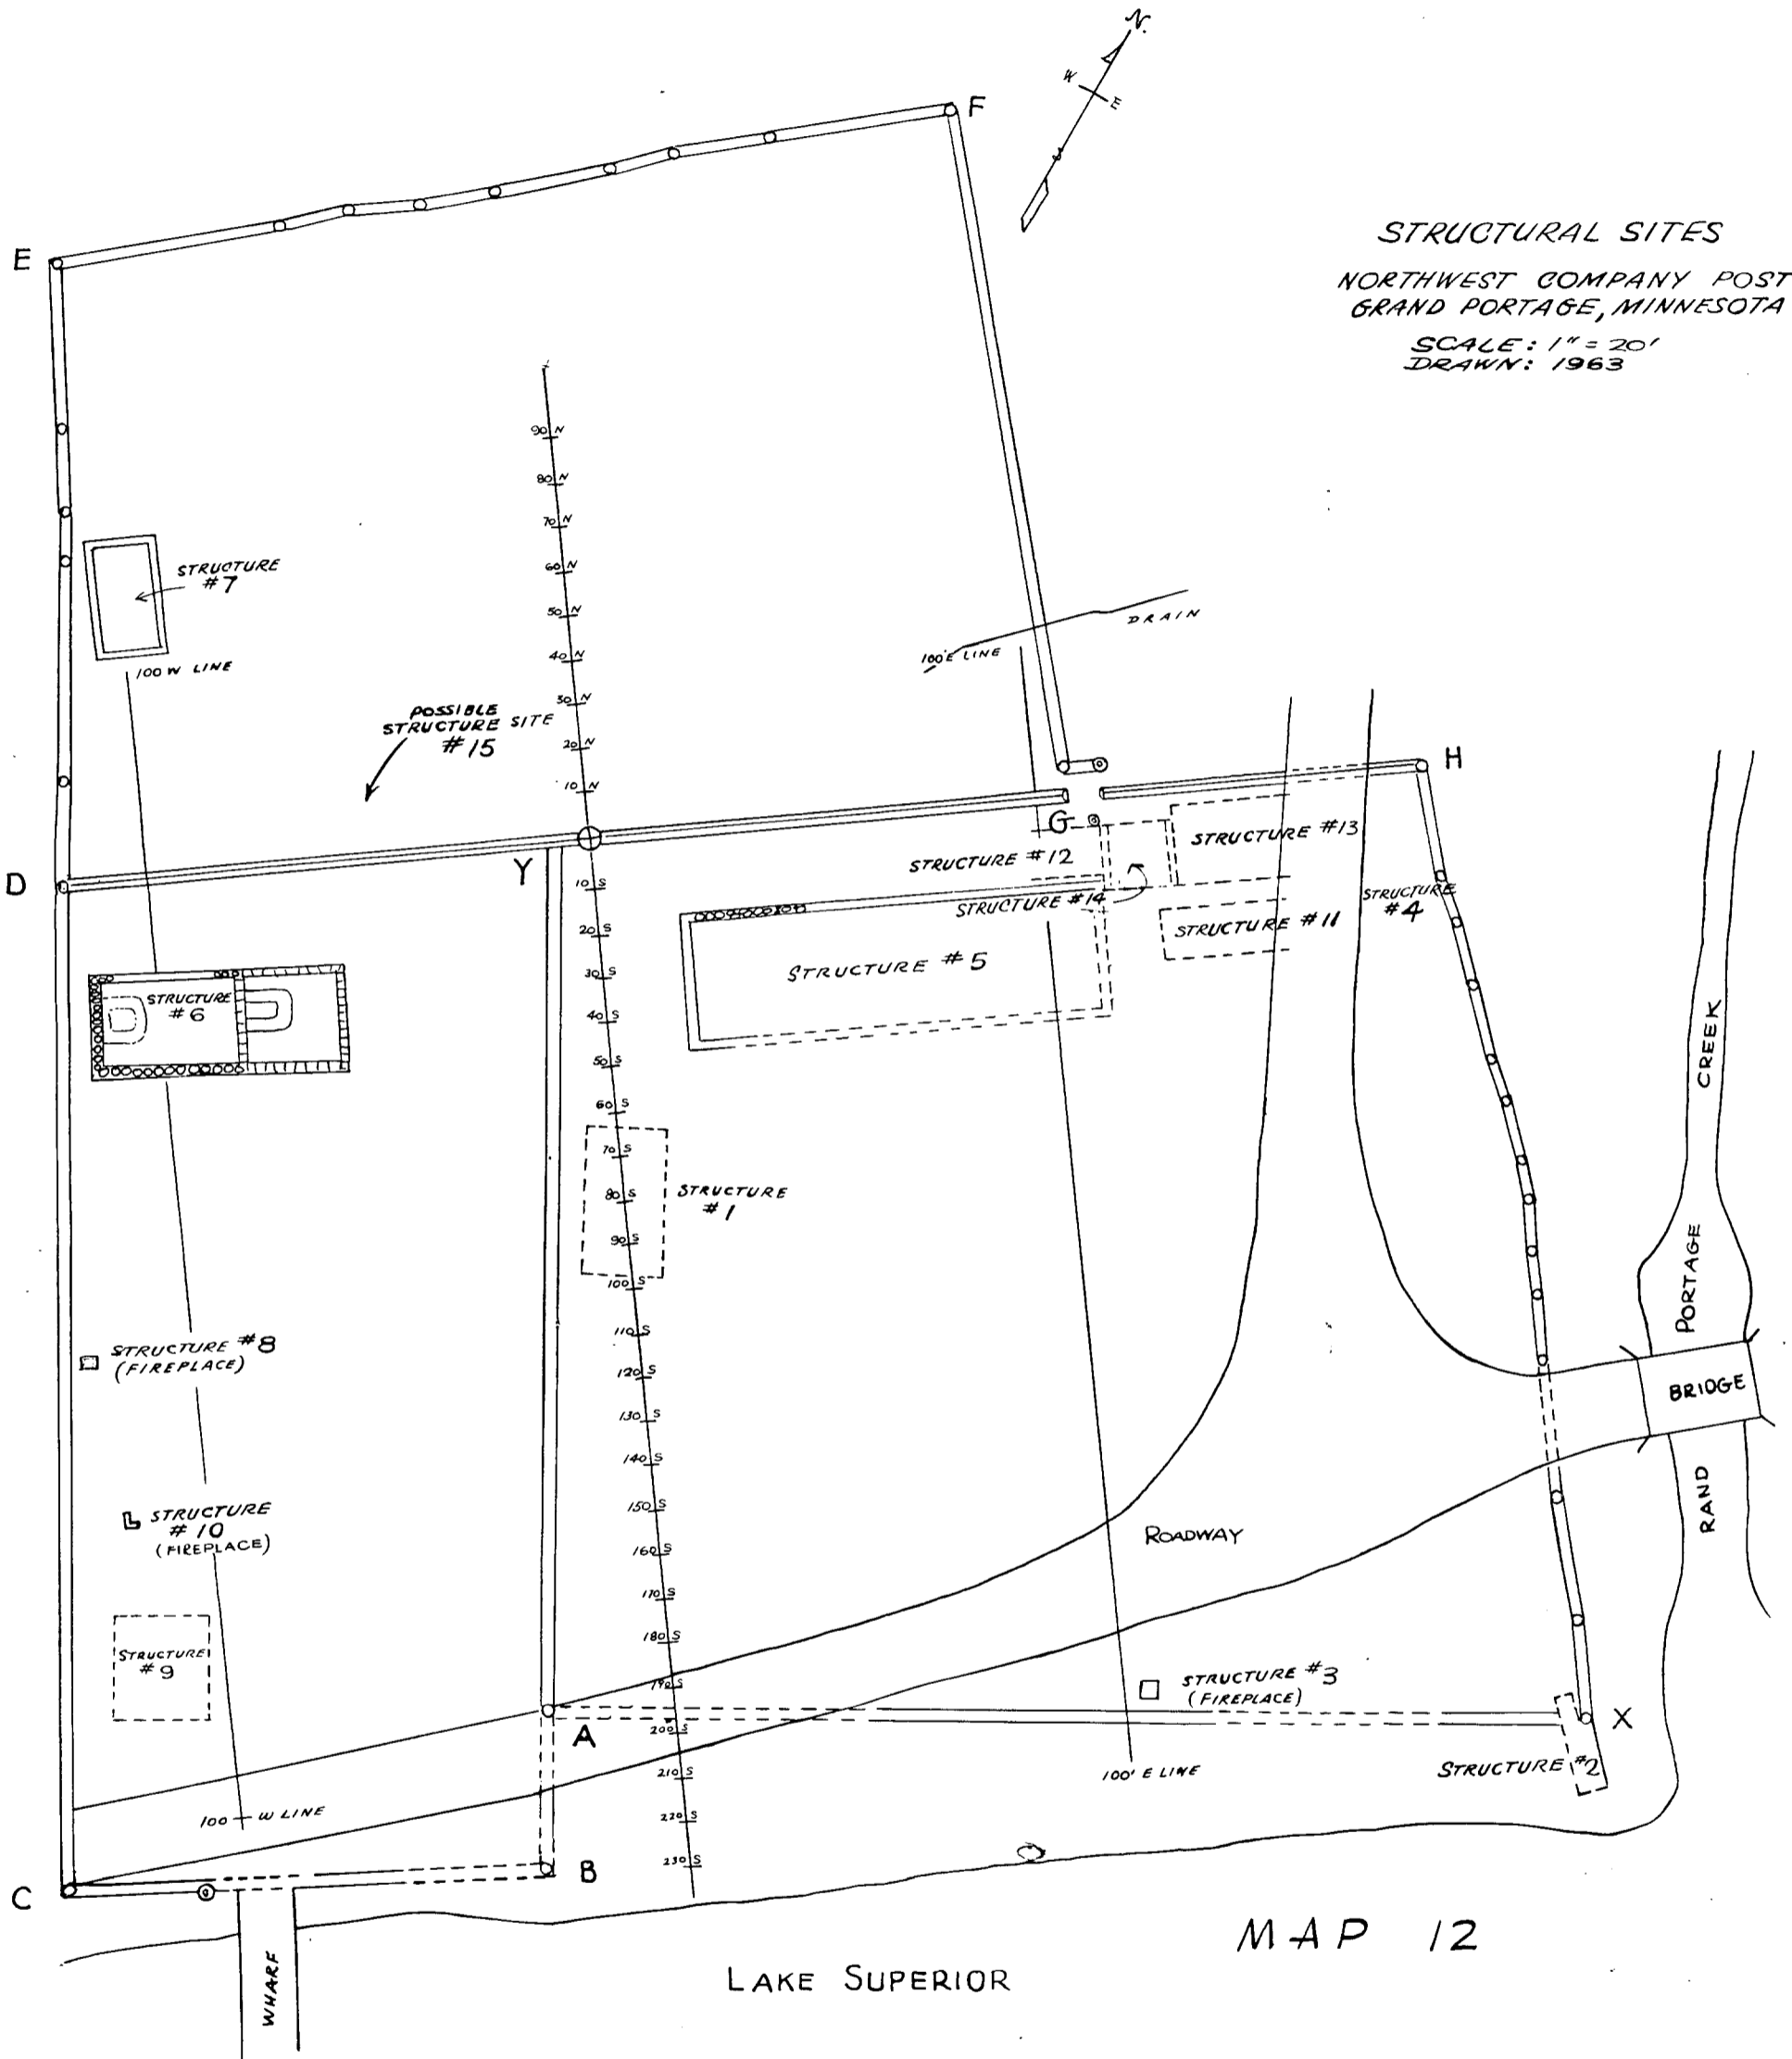 N.
W
E
S
F
STRUCTURAL SITES
NORTHWEST COMPANY POST
GRAND PORTAGE, MINNESOTA
SCALE: 1" = 20'
DRAWN: 1963
E
90 N
80 N
70 N
60 N
50 N
40 N
30 N
20 N
10 N
STRUCTURE
#7
100 W LINE
POSSIBLE
STRUCTURE SITE
#15
DRAIN
100'E LINE
H
G
D
Y
STRUCTURE #13
STRUCTURE #12
STRUCTURE #14
STRUCTURE
#4
STRUCTURE #11
STRUCTURE #5
STRUCTURE
#6
10 S
20 S
30 S
40 S
50 S
60 S
70 S
80 S
90 S
100 S
110 S
120 S
130 S
140 S
150 S
160 S
170 S
180 S
190 S
200 S
210 S
220 S
230 S
STRUCTURE
#1
STRUCTURE #8
(FIREPLACE)
STRUCTURE
#10
(FIREPLACE)
STRUCTURE
#9
CREEK
PORTAGE
BRIDGE
RAND
ROADWAY
STRUCTURE #3
(FIREPLACE)
A
X
STRUCTURE #2
100' E LINE
100 W LINE
B
C
WHARF
MAP 12
LAKE SUPERIOR